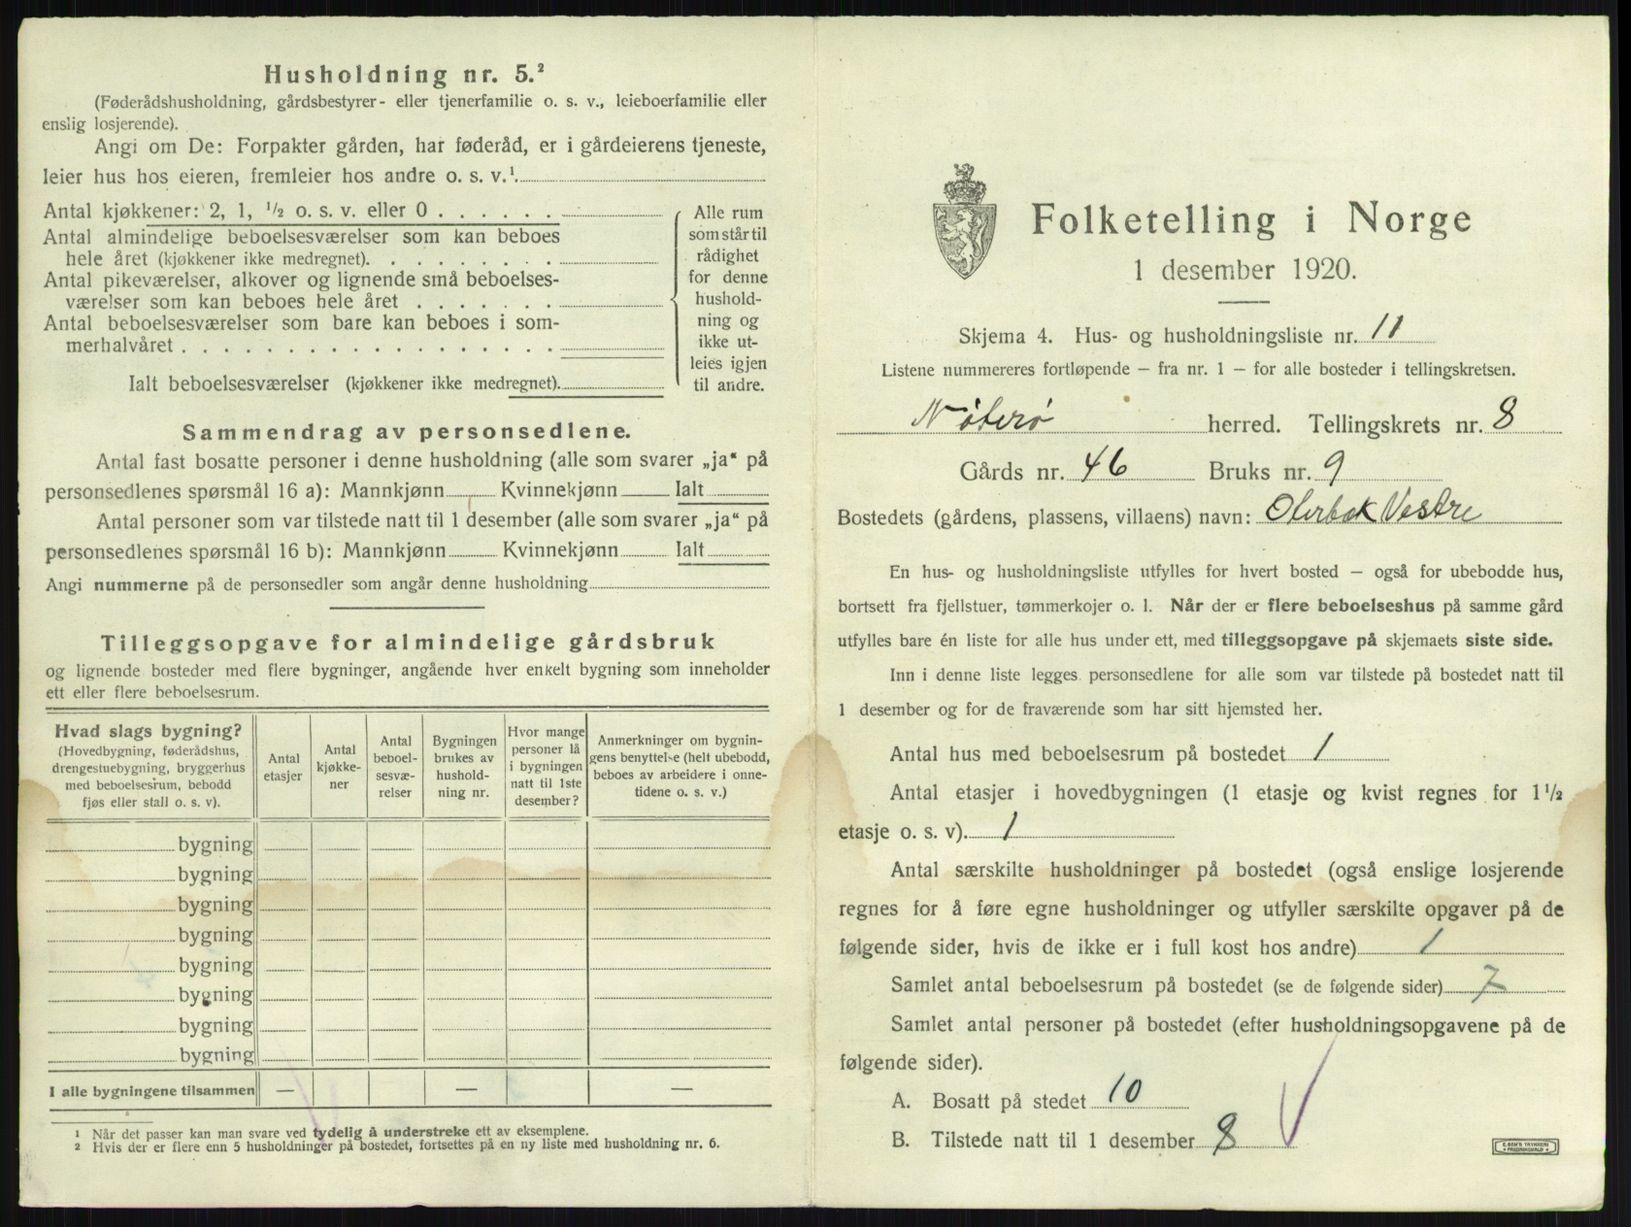 Husholdning nr. 5.²
(Føderådshusholdning, gårdsbestyrer- eller tjenerfamilie o. s. v., leieboerfamilie eller
enslig losjerende).
Angi om De: Forpakter gården, har føderåd, er i gårdeierens tjeneste,
leier hus hos eieren, fremleier hos andre o. s. v.¹.
Antal kjøkkener: 2, 1, ½ o. s. v. eller 0 . . . . . .
Antal almindelige beboelsesværelser som kan beboes
hele året (kjøkkener ikke medregnet). . . . . . . . .
Antal pikeværelser, alkover og lignende små beboelses-
værelser som kan beboes hele året . . . . . . .
Antal beboelsesværelser som bare kan beboes i som-
merhalvåret . . . . . . . . . . . . . . . . . .
Ialt beboelsesværelser (kjøkkener ikke medregnet).
Alle rum
som står til
rådighet
for denne
hushold-
ning og
ikke ut-
leies igjen
til andre.
Sammendrag av personsedlene.
Antal fast bosatte personer i denne husholdning (alle som svarer „ja“ på
personsedlenes spørsmål 16 a): Mannkjønn Kvinnekjønn Ialt
Antal personer som var tilstede natt til 1 desember (alle som svarer „ja“ på
personsedlenes spørsmål 16 b): Mannkjønn Kvinnekjønn Ialt
Angi nummerne på de personsedler som angår denne husholdning
Tilleggsopgave for almindelige gårdsbruk
og lignende bosteder med flere bygninger, angående hver enkelt bygning som inneholder
ett eller flere beboelsesrum.
Hvad slags bygning?
(Hovedbygning, føderådshus,
drengestuebygning, bryggerhus
med beboelsesrum, bebodd
fjøs eller stall o. s. v).
Antal
etasjer
Antal
kjøkke-
ner
Antal
beboel-
sesvæ-
relser
Bygningen
brukes av
hushold-
ning nr.
Hvor mange
personer lå
i bygningen
natt til 1ste
desember?
Anmerkninger om bygnin-
gens benyttelse (helt ubebodd,
beboes av arbeidere i onne-
tidene o. s. v.)
bygning
bygning
bygning
bygning
bygning
bygning
bygning
bygning
I alle bygningene tilsammen — — —
1 Når det passer kan man svare ved tydelig å understreke ett av eksemplene.
2 Hvis der er flere enn 5 husholdninger på bostedet, fortsettes på en ny liste med husholdning nr. 6.
Folketelling i Norge
1 desember 1920.
Skjema 4. Hus- og husholdningsliste nr. 11
Listene nummereres fortløpende — fra nr. 1 — for alle bosteder i tellingskretsen.
Nøterø herred. Tellingskrets nr. 8
Gårds nr. 46 Bruks nr. 9
Bostedets (gårdens, plassens, villaens) navn: Oterbæk Vestre
En hus- og husholdningsliste utfylles for hvert bosted — også for ubebodde hus,
bortsett fra fjellstuer, tømmerkojer o. l. Når der er flere beboelseshus på samme gård
utfylles bare én liste for alle hus under ett, med tilleggsopgave på skjemaets siste side.
Inn i denne liste legges personsedlene for alle som var tilstede på bostedet natt til
1 desember og for de fraværende som har sitt hjemsted her.
Antal hus med beboelsesrum på bostedet 1
Antal etasjer i hovedbygningen (1 etasje og kvist regnes for 1½
etasje o. s. v). 1
Antal særskilte husholdninger på bostedet (også enslige losjerende
regnes for å føre egne husholdninger og utfyller særskilte opgaver på de
følgende sider, hvis de ikke er i full kost hos andre) 1
Samlet antal beboelsesrum på bostedet (se de følgende sider) 7
Samlet antal personer på bostedet (efter husholdningsopgavene på de
følgende sider).
A. Bosatt på stedet 10
B. Tilstede natt til 1 desember 8